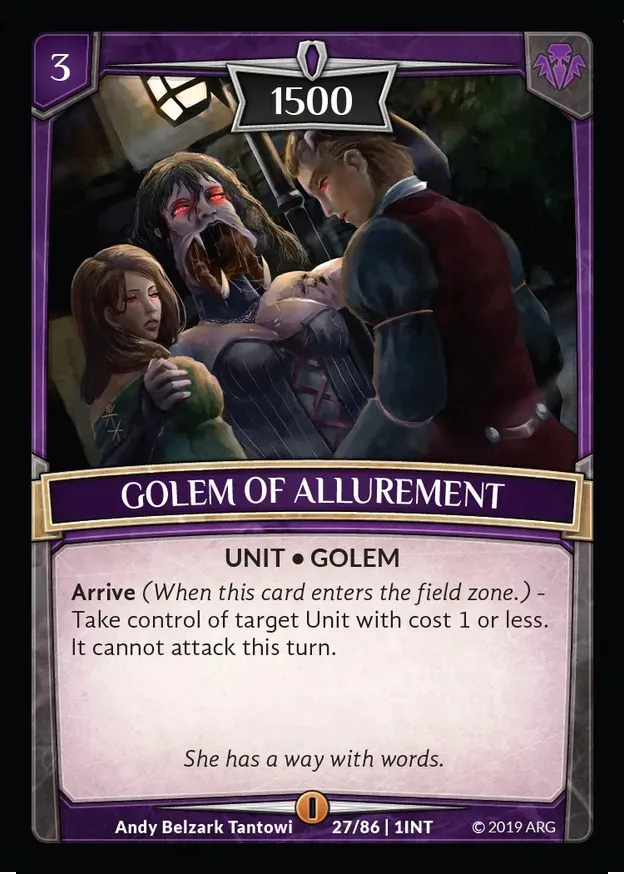 3
1500
GOLEM OF ALLUREMENT
UNIT • GOLEM
Arrive (When this card enters the field zone.) -
Take control of target Unit with cost 1 or less.
It cannot attack this turn.
She has a way with words.
Andy Belzark Tantowi 27/86 | 1INT © 2019 ARG